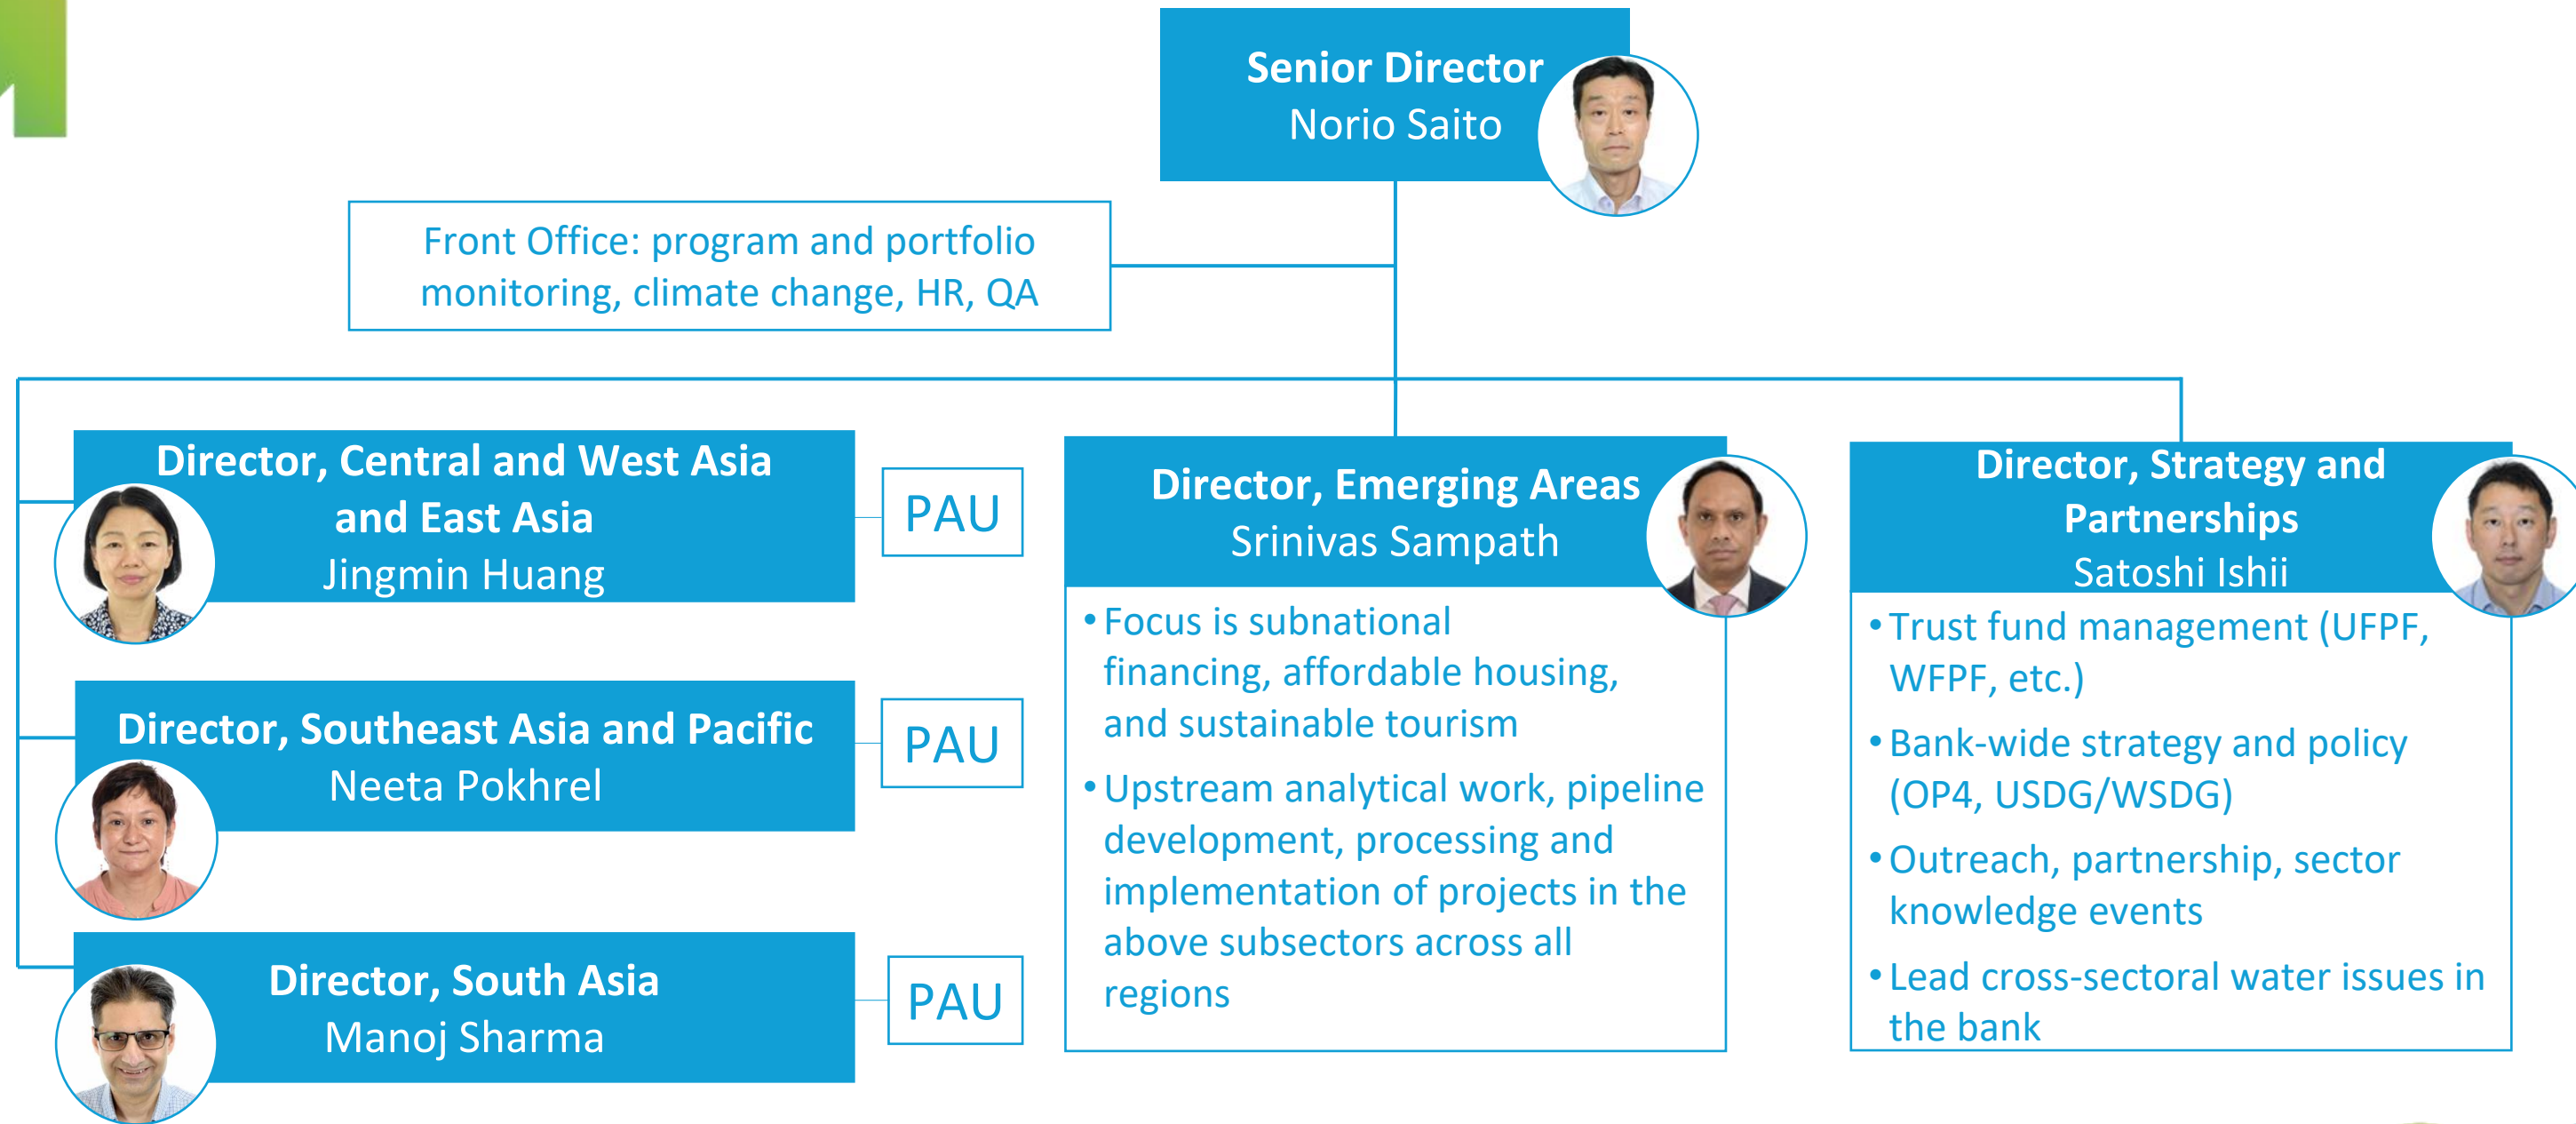 Senior Director
Norio Saito
Front Office: program and portfolio
monitoring, climate change, HR, QA
Director, Central and West Asia
and East Asia
Jingmin Huang
PAU
Director, Southeast Asia and Pacific
Neeta Pokhrel
PAU
Director, South Asia
Manoj Sharma
PAU
Director, Emerging Areas
Srinivas Sampath
• Focus is subnational
financing, affordable housing,
and sustainable tourism
• Upstream analytical work, pipeline
development, processing and
implementation of projects in the
above subsectors across all
regions
Director, Strategy and
Partnerships
Satoshi Ishii
• Trust fund management (UFPF,
WFPF, etc.)
• Bank-wide strategy and policy
(OP4, USDG/WSDG)
• Outreach, partnership, sector
knowledge events
• Lead cross-sectoral water issues in
the bank